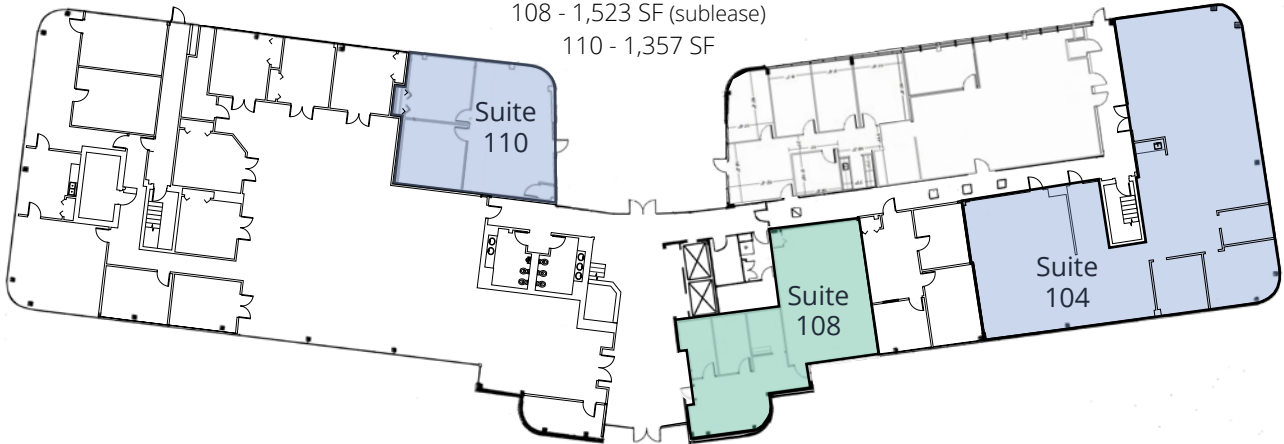 108 - 1,523 SF (sublease)
110 - 1,357 SF
Suite
110
Suite
108
Suite
104